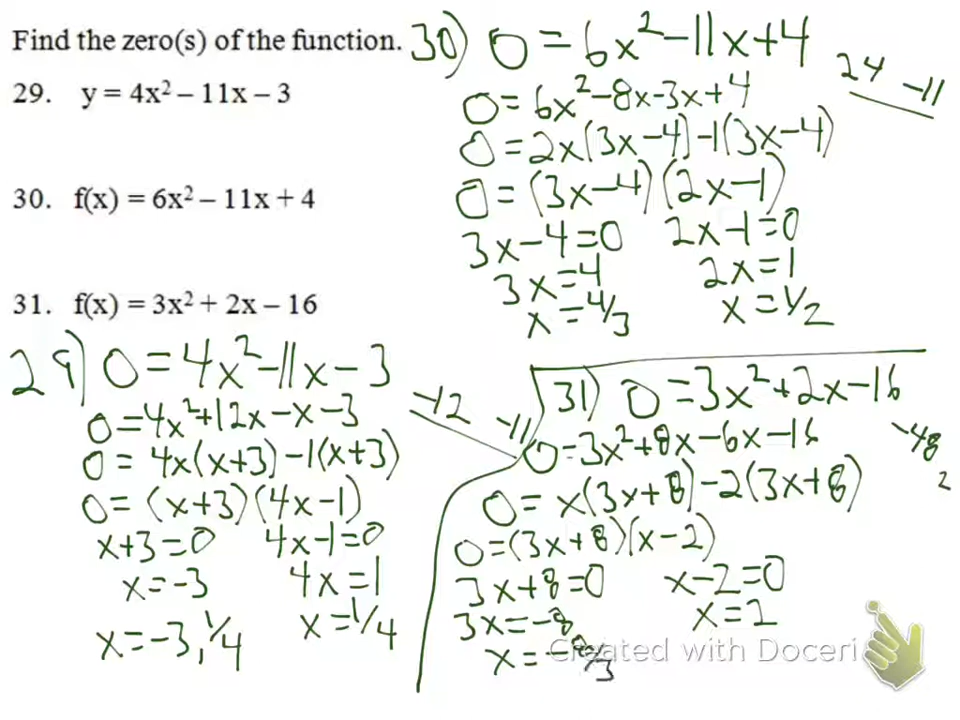 Find the zero(s) of the function.
29. y = 4x² – 11x – 3
30. f(x) = 6x² – 11x + 4
31. f(x) = 3x² + 2x – 16
30) 0 = 6x² – 11x + 4
24 -11
0 = 6x² – 8x – 3x + 4
0 = 2x(3x – 4) – 1(3x – 4)
0 = (3x – 4)(2x – 1)
3x – 4 = 0 2x – 1 = 0
3x = 4 2x = 1
x = 4/3 x = 1/2
29) 0 = 4x² – 11x – 3
-12 -11
0 = 4x² + 12x – x – 3
0 = 4x(x + 3) – 1(x + 3)
0 = (x + 3)(4x – 1)
x + 3 = 0 4x – 1 = 0
x = -3 4x = 1
x = 1/4
x = -3, 1/4
31) 0 = 3x² + 2x – 16
-48 2
0 = 3x² + 8x – 6x – 16
0 = x(3x + 8) – 2(3x + 8)
0 = (3x + 8)(x – 2)
3x + 8 = 0 x – 2 = 0
3x = -8 x = 2
x = -8/3
Created with Doceri